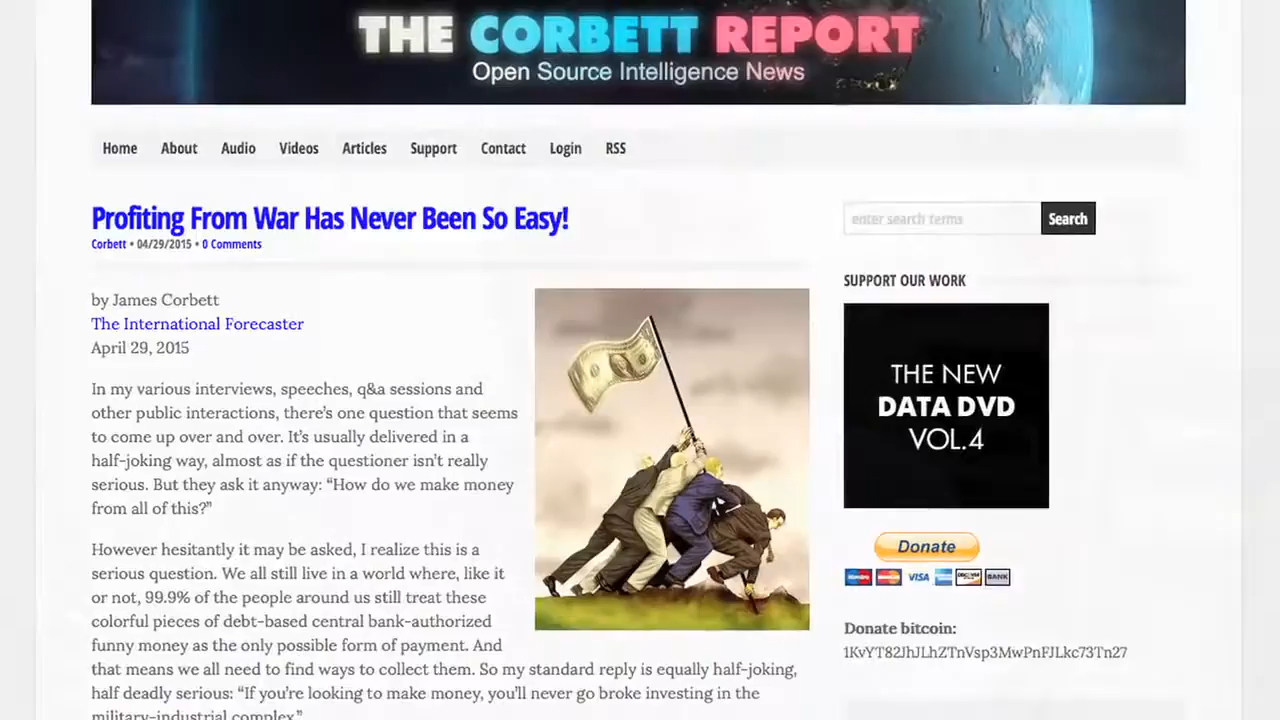 THE CORBETT REPORT
Open Source Intelligence News
Home About Audio Videos Articles Support Contact Login RSS
Profiting From War Has Never Been So Easy!
Corbett • 04/29/2015 • 0 Comments
by James Corbett
The International Forecaster
April 29, 2015
In my various interviews, speeches, q&a sessions and
other public interactions, there's one question that seems
to come up over and over. It's usually delivered in a
half-joking way, almost as if the questioner isn't really
serious. But they ask it anyway: “How do we make money
from all of this?”
However hesitantly it may be asked, I realize this is a
serious question. We all still live in a world where, like it
or not, 99.9% of the people around us still treat these
colorful pieces of debt-based central bank-authorized
funny money as the only possible form of payment. And
that means we all need to find ways to collect them. So my standard reply is equally half-joking,
half deadly serious: “If you're looking to make money, you'll never go broke investing in the
military-industrial complex”
enter search terms
Search
SUPPORT OUR WORK
THE NEW
DATA DVD
VOL.4
Donate
VISA
BANK
Donate bitcoin:
1KvYT82JhJLhZTnVsp3MwPnFJLkc73Tn27